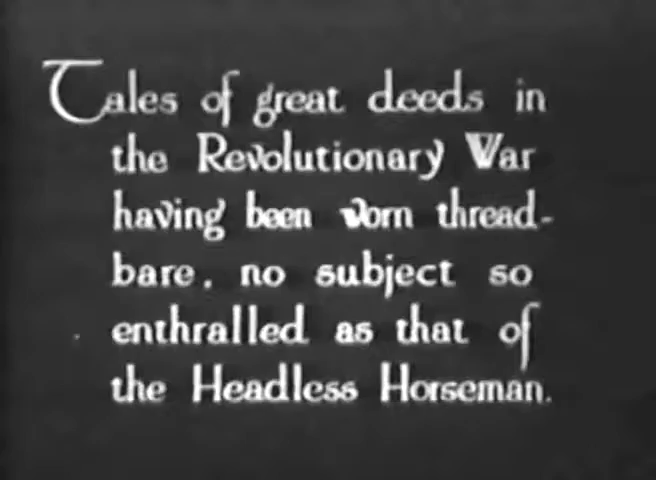 Tales of great deeds in
the Revolutionary War
having been worn thread-
bare, no subject so
enthralled as that of
the Headless Horseman.